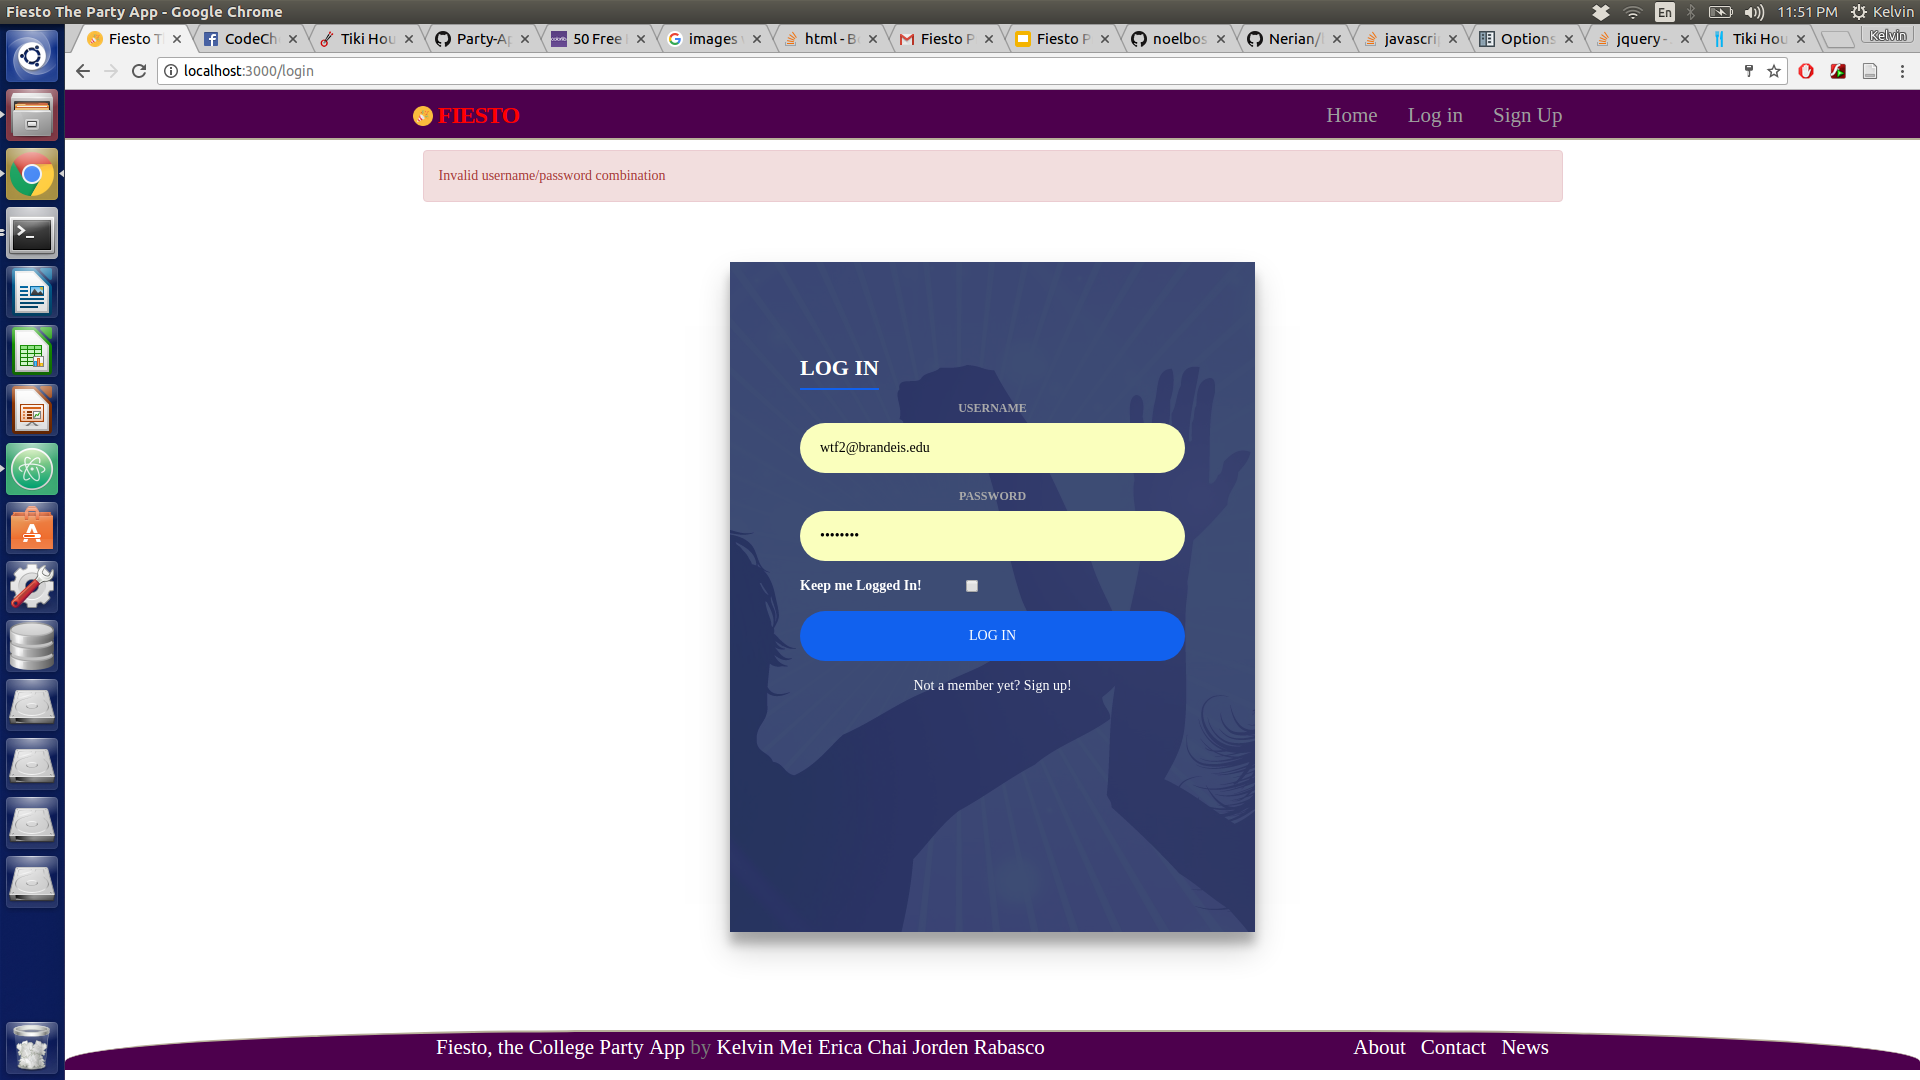 Fiesto The Party App - Google Chrome
En
11:51 PM
Kelvin
Fiesto T
CodeCh
Tiki Hou
Party-Ap
50 Free
images
html - Bo
Fiesto P
Fiesto P
noelbos
Nerian/
javascri
Options
jquery -
Tiki Hou
Kelvin
localhost:3000/login
FIESTO
Home
Log in
Sign Up
Invalid username/password combination
LOG IN
USERNAME
wtf2@brandeis.edu
PASSWORD
••••••••
Keep me Logged In!
LOG IN
Not a member yet? Sign up!
Fiesto, the College Party App by Kelvin Mei Erica Chai Jorden Rabasco
About
Contact
News